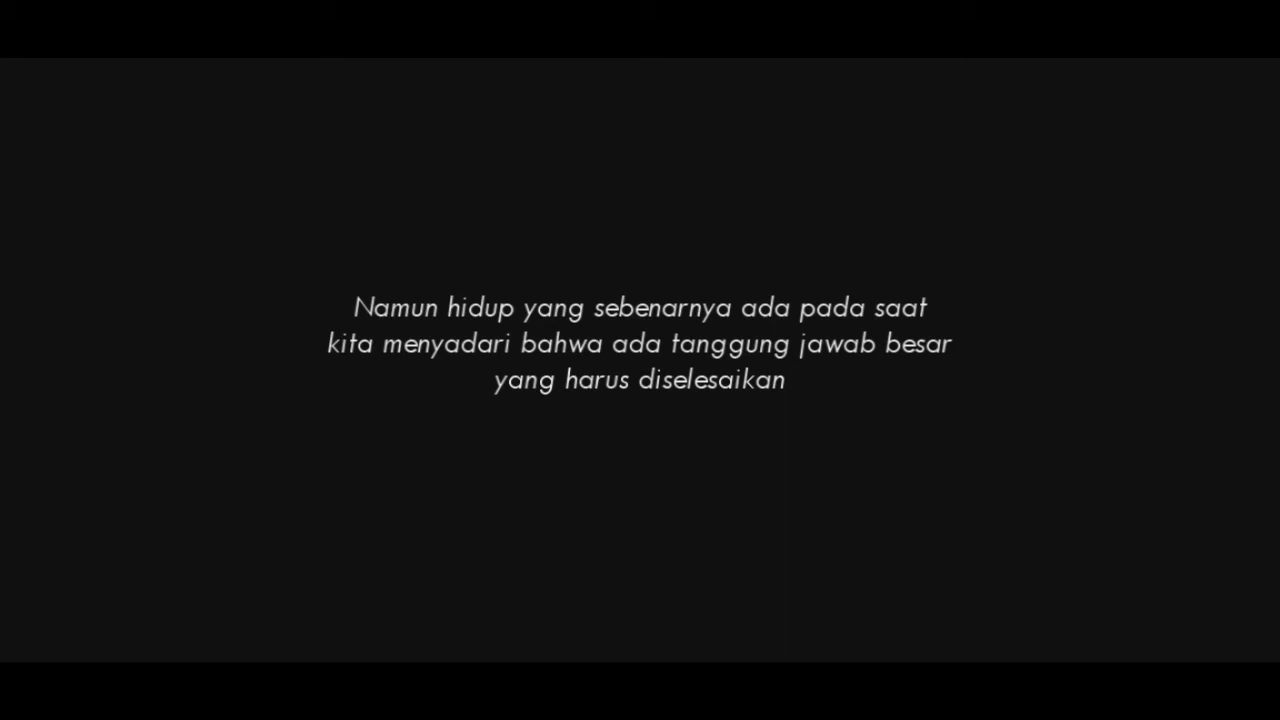 Namun hidup yang sebenarnya ada pada saat
kita menyadari bahwa ada tanggung jawab besar
yang harus diselesaikan